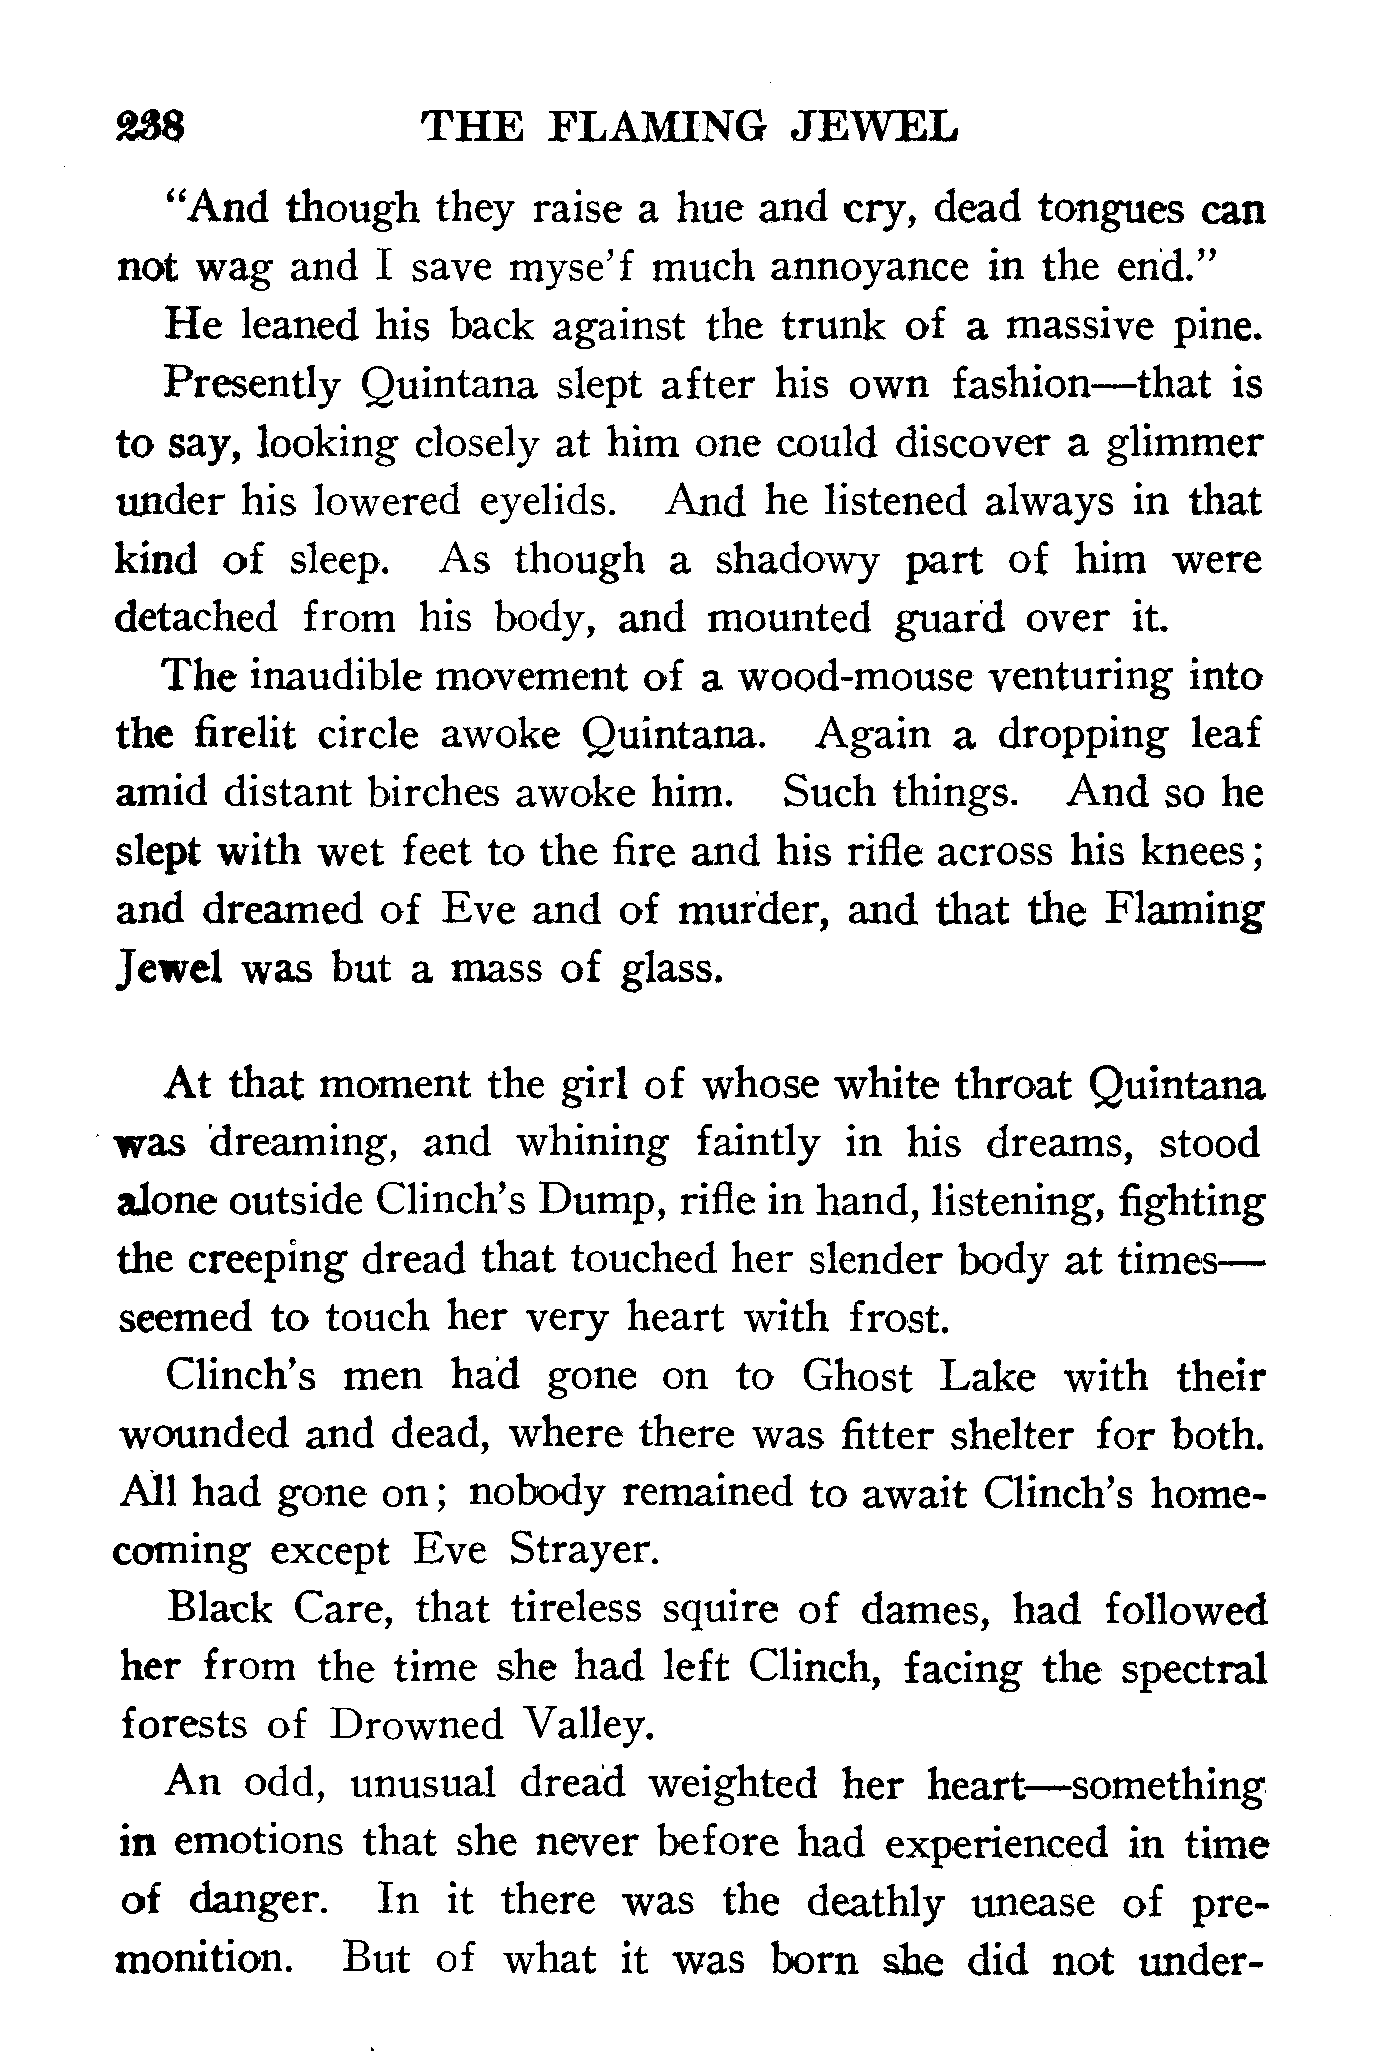 238 THE FLAMING JEWEL
"And though they raise a hue and cry, dead tongues can
not wag and I save myse'f much annoyance in the end."
He leaned his back against the trunk of a massive pine.
Presently Quintana slept after his own fashion—that is
to say, looking closely at him one could discover a glimmer
under his lowered eyelids. And he listened always in that
kind of sleep. As though a shadowy part of him were
detached from his body, and mounted guard over it.
The inaudible movement of a wood-mouse venturing into
the firelit circle awoke Quintana. Again a dropping leaf
amid distant birches awoke him. Such things. And so he
slept with wet feet to the fire and his rifle across his knees;
and dreamed of Eve and of murder, and that the Flaming
Jewel was but a mass of glass.
At that moment the girl of whose white throat Quintana
was dreaming, and whining faintly in his dreams, stood
alone outside Clinch's Dump, rifle in hand, listening, fighting
the creeping dread that touched her slender body at times—
seemed to touch her very heart with frost.
Clinch's men had gone on to Ghost Lake with their
wounded and dead, where there was fitter shelter for both.
All had gone on; nobody remained to await Clinch's home-
coming except Eve Strayer.
Black Care, that tireless squire of dames, had followed
her from the time she had left Clinch, facing the spectral
forests of Drowned Valley.
An odd, unusual dread weighted her heart—something
in emotions that she never before had experienced in time
of danger. In it there was the deathly unease of pre-
monition. But of what it was born she did not under-